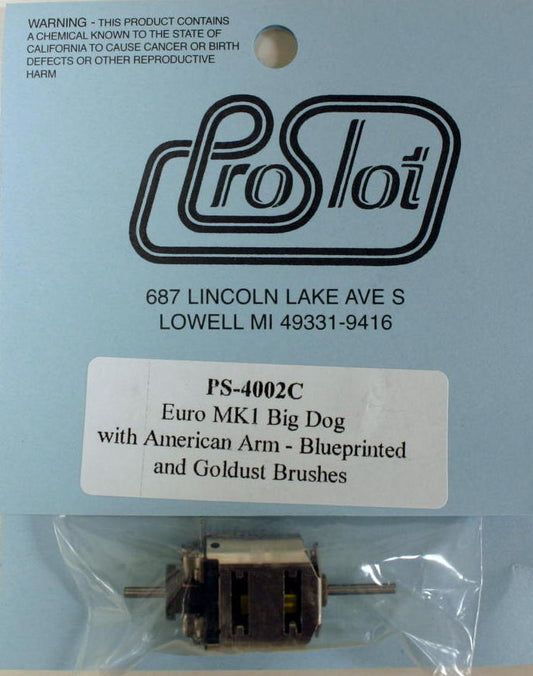 WARNING - THIS PRODUCT CONTAINS
A CHEMICAL KNOWN TO THE STATE OF
CALIFORNIA TO CAUSE CANCER OR BIRTH
DEFECTS OR OTHER REPRODUCTIVE
HARM
ProSlot
687 LINCOLN LAKE AVE S
LOWELL MI 49331-9416
PS-4002C
Euro MK1 Big Dog
with American Arm - Blueprinted
and Goldust Brushes